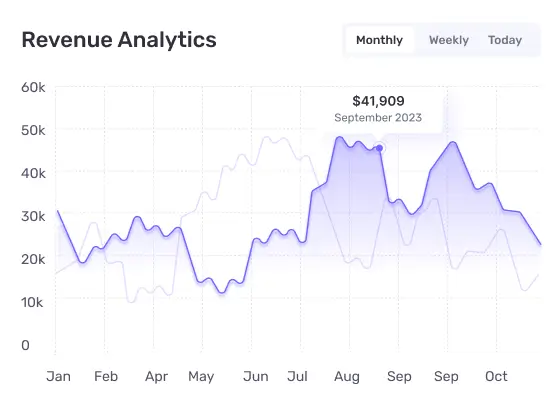 Revenue Analytics
Monthly Weekly Today
60k
$41,909
September 2023
50k
40k
30k
20k
10k
0
Jan Feb Apr May Jun Jul Aug Sep Sep Oct